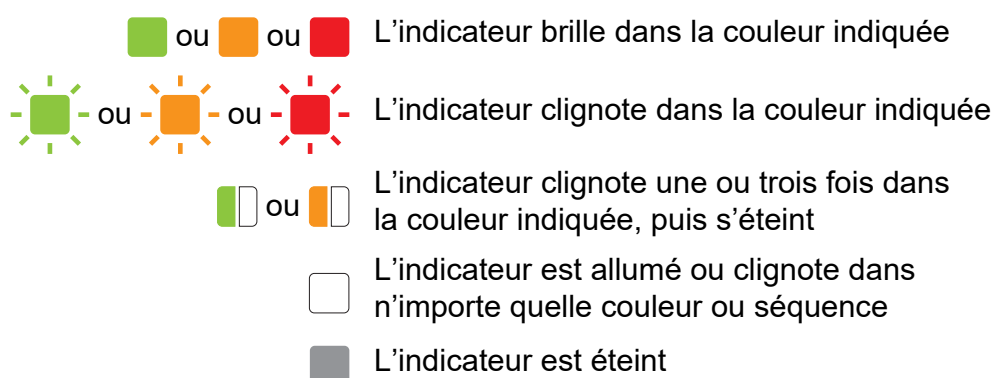 ou ou L'indicateur brille dans la couleur indiquée
ou ou L'indicateur clignote dans la couleur indiquée
L'indicateur clignote une ou trois fois dans
ou la couleur indiquée, puis s’éteint
L'indicateur est allumé ou clignote dans
n’importe quelle couleur ou séquence
L'indicateur est éteint